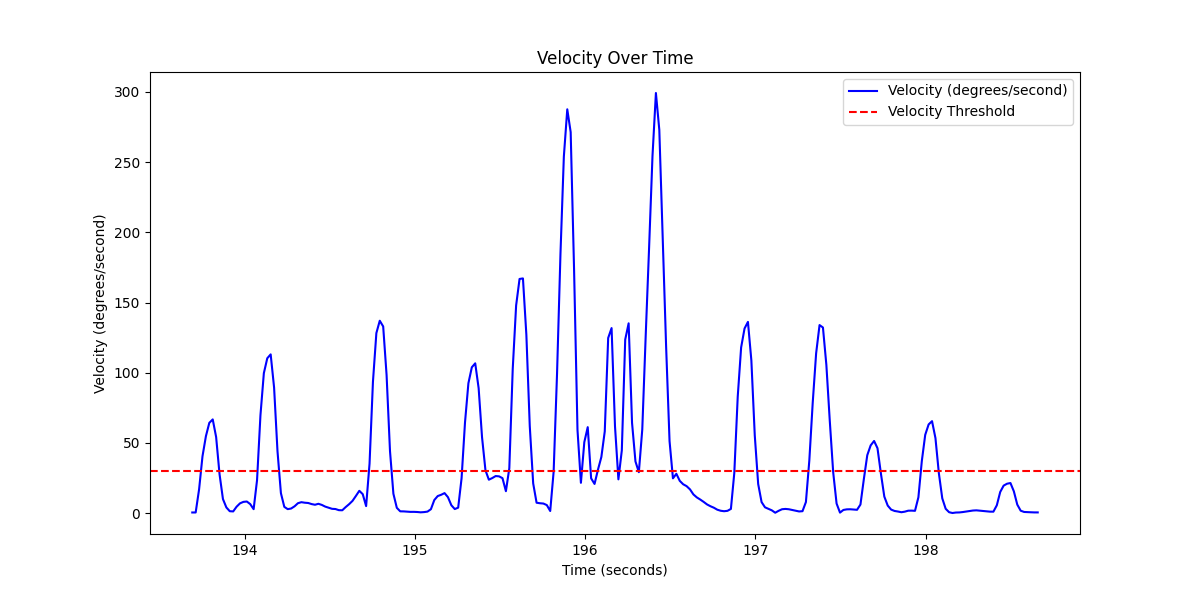 Velocity Over Time
Velocity (degrees/second)
Velocity Threshold
300
250
200
150
100
50
0
Velocity (degrees/second)
194
195
196
197
198
Time (seconds)